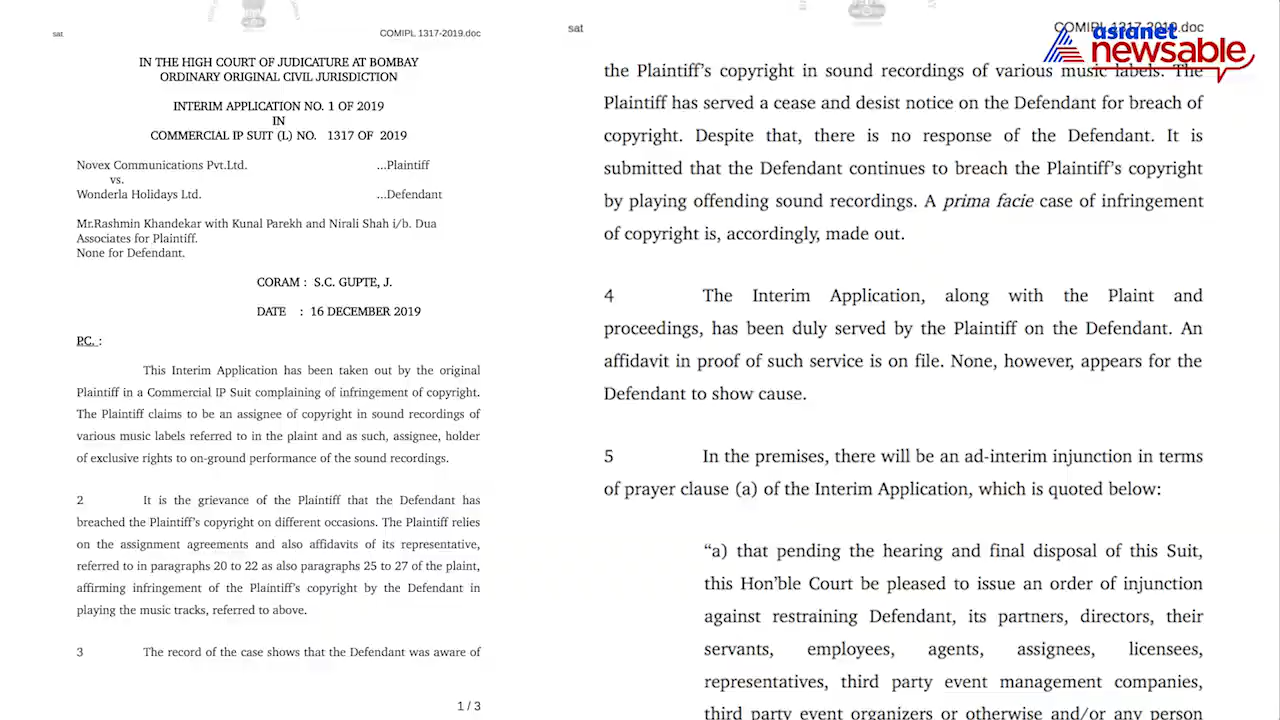 sat
COMIPL 1317-2019.doc
IN THE HIGH COURT OF JUDICATURE AT BOMBAY
ORDINARY ORIGINAL CIVIL JURISDICTION
INTERIM APPLICATION NO. 1 OF 2019
IN
COMMERCIAL IP SUIT (L) NO. 1317 OF 2019
Novex Communications Pvt.Ltd. ...Plaintiff
vs.
Wonderla Holidays Ltd. ...Defendant
Mr.Rashmin Khandekar with Kunal Parekh and Nirali Shah i/b. Dua
Associates for Plaintiff.
None for Defendant.
CORAM : S.C. GUPTE, J.
DATE : 16 DECEMBER 2019
PC. :
This Interim Application has been taken out by the original
Plaintiff in a Commercial IP Suit complaining of infringement of copyright.
The Plaintiff claims to be an assignee of copyright in sound recordings of
various music labels referred to in the plaint and as such, assignee, holder
of exclusive rights to on-ground performance of the sound recordings.
2 It is the grievance of the Plaintiff that the Defendant has
breached the Plaintiff's copyright on different occasions. The Plaintiff relies
on the assignment agreements and also affidavits of its representative,
referred to in paragraphs 20 to 22 as also paragraphs 25 to 27 of the plaint,
affirming infringement of the Plaintiff's copyright by the Defendant in
playing the music tracks, referred to above.
3 The record of the case shows that the Defendant was aware of
1 / 3
sat
COMIPL 1317-2019.doc
asianet
newsable
the Plaintiff's copyright in sound recordings of various music labels. The
Plaintiff has served a cease and desist notice on the Defendant for breach of
copyright. Despite that, there is no response of the Defendant. It is
submitted that the Defendant continues to breach the Plaintiff's copyright
by playing offending sound recordings. A prima facie case of infringement
of copyright is, accordingly, made out.
4 The Interim Application, along with the Plaint and
proceedings, has been duly served by the Plaintiff on the Defendant. An
affidavit in proof of such service is on file. None, however, appears for the
Defendant to show cause.
5 In the premises, there will be an ad-interim injunction in terms
of prayer clause (a) of the Interim Application, which is quoted below:
“a) that pending the hearing and final disposal of this Suit,
this Hon'ble Court be pleased to issue an order of injunction
against restraining Defendant, its partners, directors, their
servants, employees, agents, assignees, licensees,
representatives, third party event management companies,
third party event organizers or otherwise and/or any person